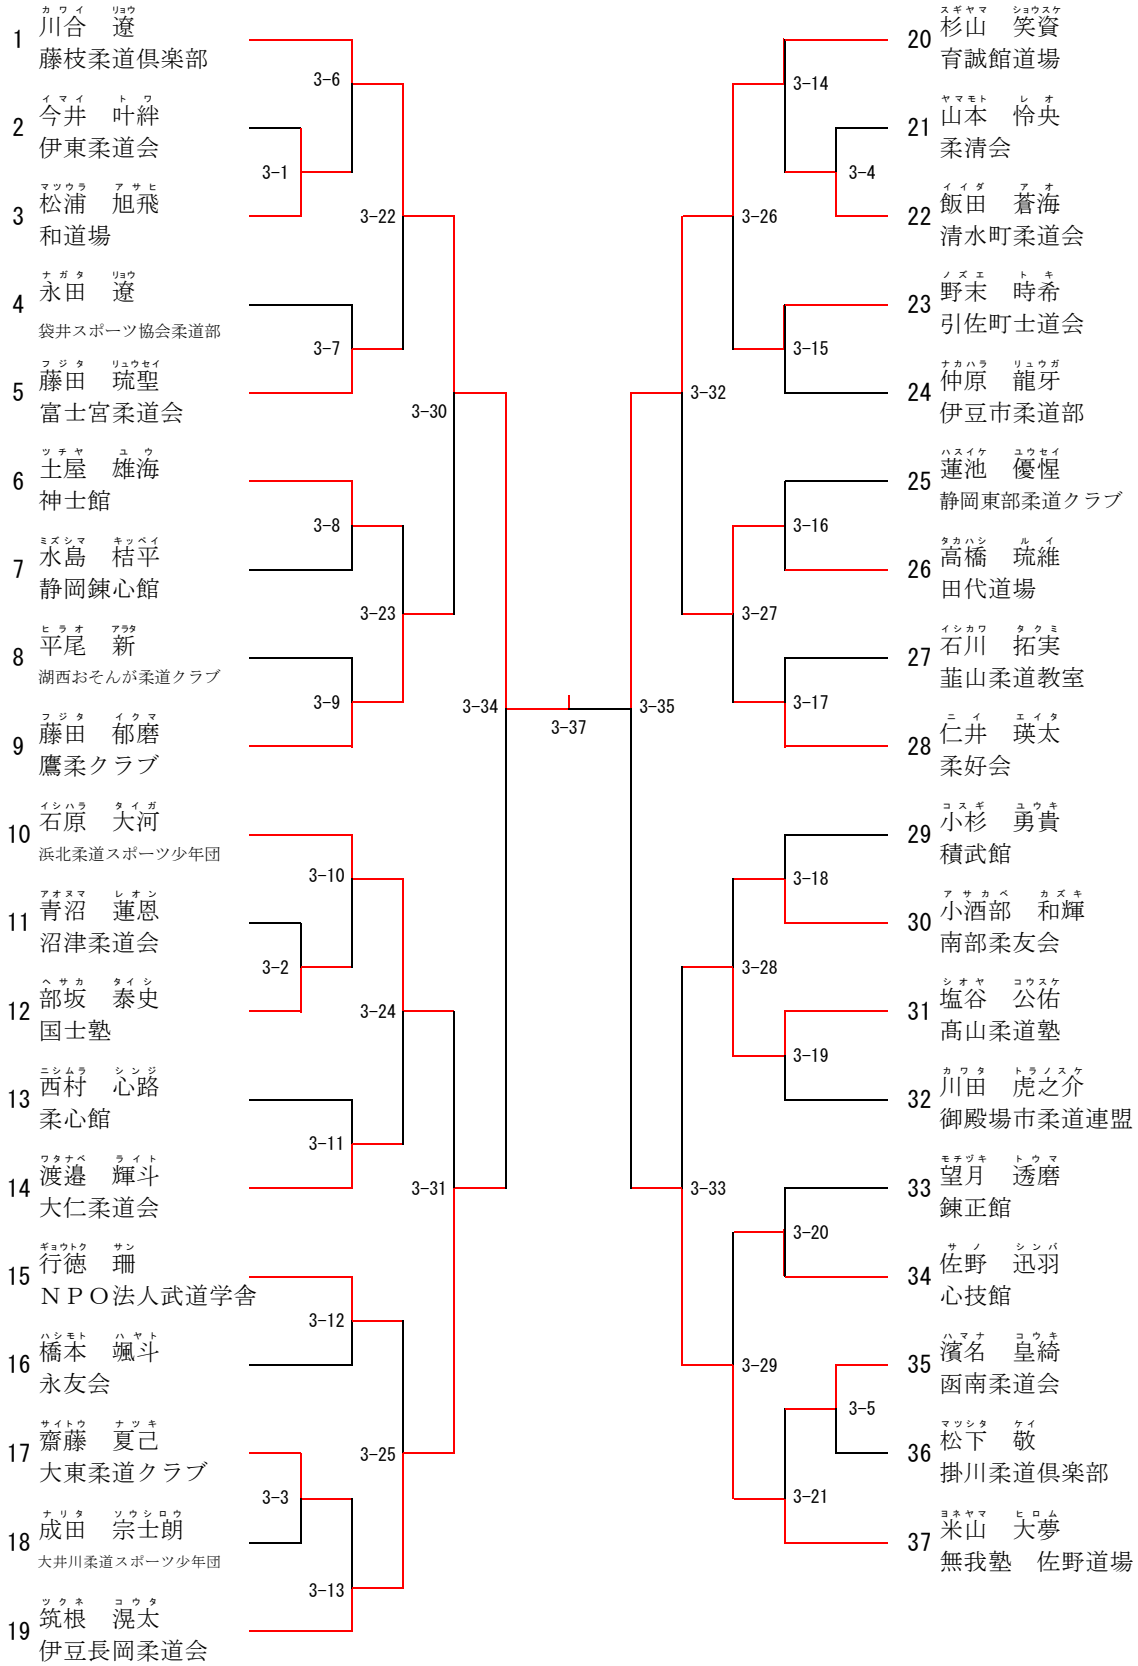 カワイ リョウ
1 川合 遼
藤枝柔道倶楽部
イマイ トワ
2 今井 叶絆
伊東柔道会
マツウラ アサヒ
3 松浦 旭飛
和道場
ナガタ リョウ
4 永田 遼
袋井スポーツ協会柔道部
フジタ リュウセイ
5 藤田 琉聖
富士宮柔道会
ツチヤ ユウ
6 土屋 雄海
神士館
ミズシマ キッペイ
7 水島 桔平
静岡錬心館
ヒラオ アラタ
8 平尾 新
湖西おそんが柔道クラブ
フジタ イクマ
9 藤田 郁磨
鷹柔クラブ
イシハラ タイガ
10 石原 大河
浜北柔道スポーツ少年団
アオヌマ レオン
11 青沼 蓮恩
沼津柔道会
ヘサカ タイシ
12 部坂 泰史
国士塾
ニシムラ シンジ
13 西村 心路
柔心館
ワタナベ ライト
14 渡邉 輝斗
大仁柔道会
ギョウトク サン
15 行徳 珊
NPO法人武道学舎
ハシモト ハヤト
16 橋本 颯斗
永友会
サイトウ ナツキ
17 齋藤 夏己
大東柔道クラブ
ナリタ ソウシロウ
18 成田 宗士朗
大井川柔道スポーツ少年団
ツクネ コウタ
19 筑根 滉太
伊豆長岡柔道会
3-1
3-2
3-3
3-6
3-7
3-8
3-9
3-10
3-11
3-12
3-13
3-22
3-23
3-24
3-25
3-30
3-31
3-34
3-37
3-35
3-32
3-33
3-26
3-27
3-28
3-29
3-14
3-15
3-16
3-17
3-18
3-19
3-20
3-21
3-4
3-5
スギヤマ ショウスケ
20 杉山 笑資
育誠館道場
ヤマモト レオ
21 山本 怜央
柔清会
イイダ アオ
22 飯田 蒼海
清水町柔道会
ノズエ トキ
23 野末 時希
引佐町士道会
ナカハラ リュウガ
24 仲原 龍牙
伊豆市柔道部
ハスイケ ユウセイ
25 蓮池 優惺
静岡東部柔道クラブ
タカハシ ルイ
26 高橋 琉維
田代道場
イシカワ タクミ
27 石川 拓実
韮山柔道教室
ニイ エイタ
28 仁井 瑛太
柔好会
コスギ ユウキ
29 小杉 勇貴
積武館
アサカベ カズキ
30 小酒部 和輝
南部柔友会
シオヤ コウスケ
31 塩谷 公佑
髙山柔道塾
カワタ トラノスケ
32 川田 虎之介
御殿場市柔道連盟
モチヅキ トウマ
33 望月 透磨
錬正館
サノ シンバ
34 佐野 迅羽
心技館
ハマナ コウキ
35 濱名 皇綺
函南柔道会
マツシタ ケイ
36 松下 敬
掛川柔道倶楽部
ヨネヤマ ヒロム
37 米山 大夢
無我塾 佐野道場